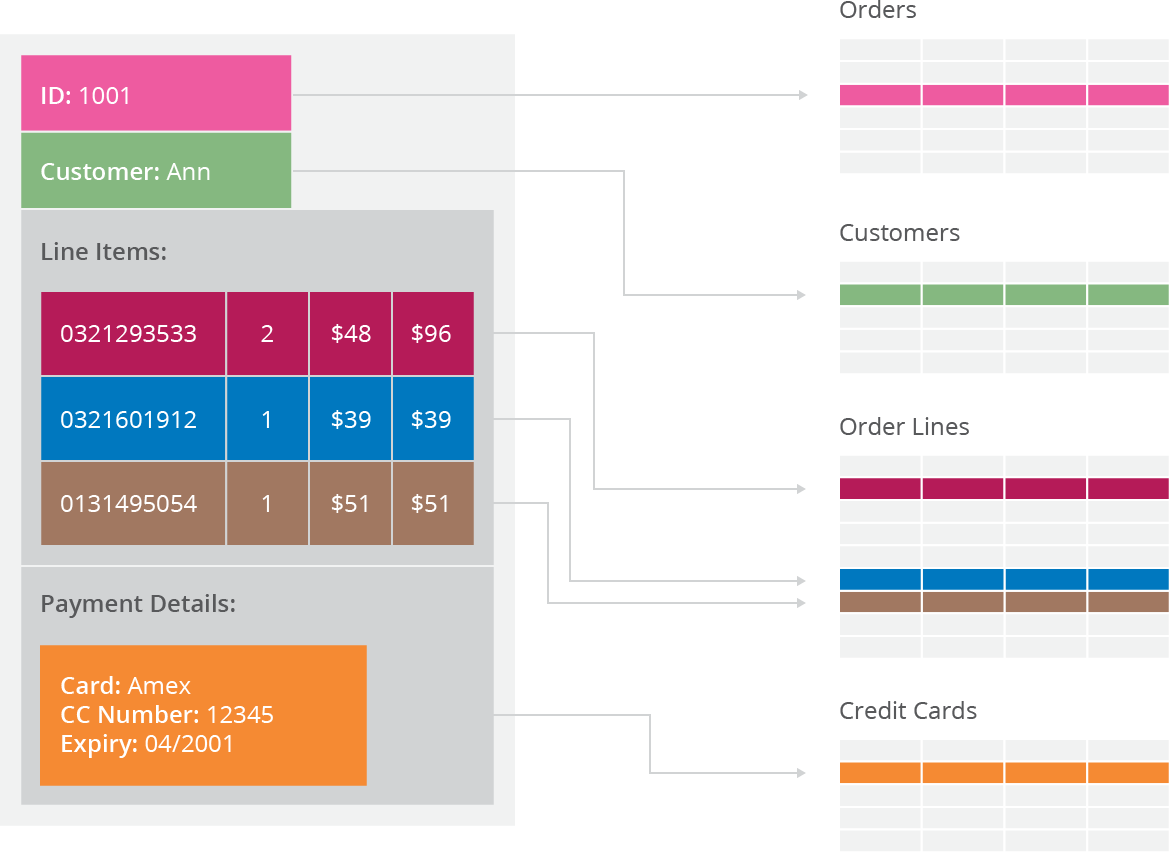 ID: 1001
Customer: Ann
Line Items:
0321293533 2 $48 $96
0321601912 1 $39 $39
0131495054 1 $51 $51
Payment Details:
Card: Amex
CC Number: 12345
Expiry: 04/2001
Orders
Customers
Order Lines
Credit Cards